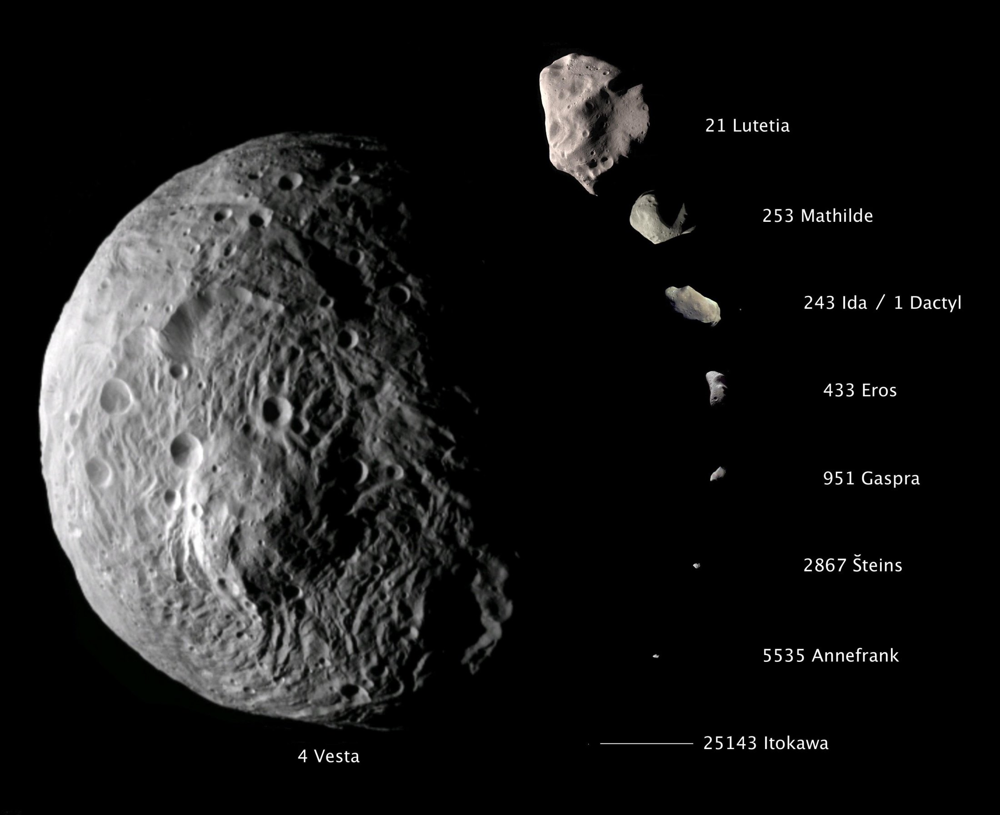 21 Lutetia
253 Mathilde
243 Ida / 1 Dactyl
433 Eros
951 Gaspra
2867 Šteins
5535 Annefrank
25143 Itokawa
4 Vesta